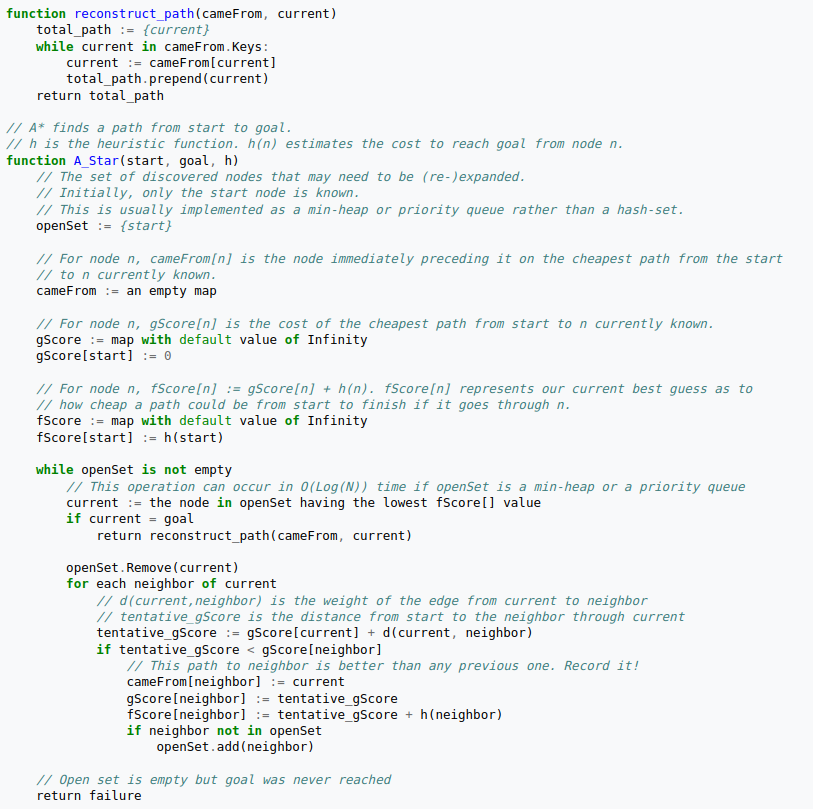 function reconstruct_path(cameFrom, current)
    total_path := {current}
    while current in cameFrom.Keys:
        current := cameFrom[current]
        total_path.prepend(current)
    return total_path

// A* finds a path from start to goal.
// h is the heuristic function. h(n) estimates the cost to reach goal from node n.
function A_Star(start, goal, h)
    // The set of discovered nodes that may need to be (re-)expanded.
    // Initially, only the start node is known.
    // This is usually implemented as a min-heap or priority queue rather than a hash-set.
    openSet := {start}

    // For node n, cameFrom[n] is the node immediately preceding it on the cheapest path from the start
    // to n currently known.
    cameFrom := an empty map

    // For node n, gScore[n] is the cost of the cheapest path from start to n currently known.
    gScore := map with default value of Infinity
    gScore[start] := 0

    // For node n, fScore[n] := gScore[n] + h(n). fScore[n] represents our current best guess as to
    // how cheap a path could be from start to finish if it goes through n.
    fScore := map with default value of Infinity
    fScore[start] := h(start)

    while openSet is not empty
        // This operation can occur in O(Log(N)) time if openSet is a min-heap or a priority queue
        current := the node in openSet having the lowest fScore[] value
        if current = goal
            return reconstruct_path(cameFrom, current)

        openSet.Remove(current)
        for each neighbor of current
            // d(current,neighbor) is the weight of the edge from current to neighbor
            // tentative_gScore is the distance from start to the neighbor through current
            tentative_gScore := gScore[current] + d(current, neighbor)
            if tentative_gScore < gScore[neighbor]
                // This path to neighbor is better than any previous one. Record it!
                cameFrom[neighbor] := current
                gScore[neighbor] := tentative_gScore
                fScore[neighbor] := tentative_gScore + h(neighbor)
                if neighbor not in openSet
                    openSet.add(neighbor)

    // Open set is empty but goal was never reached
    return failure